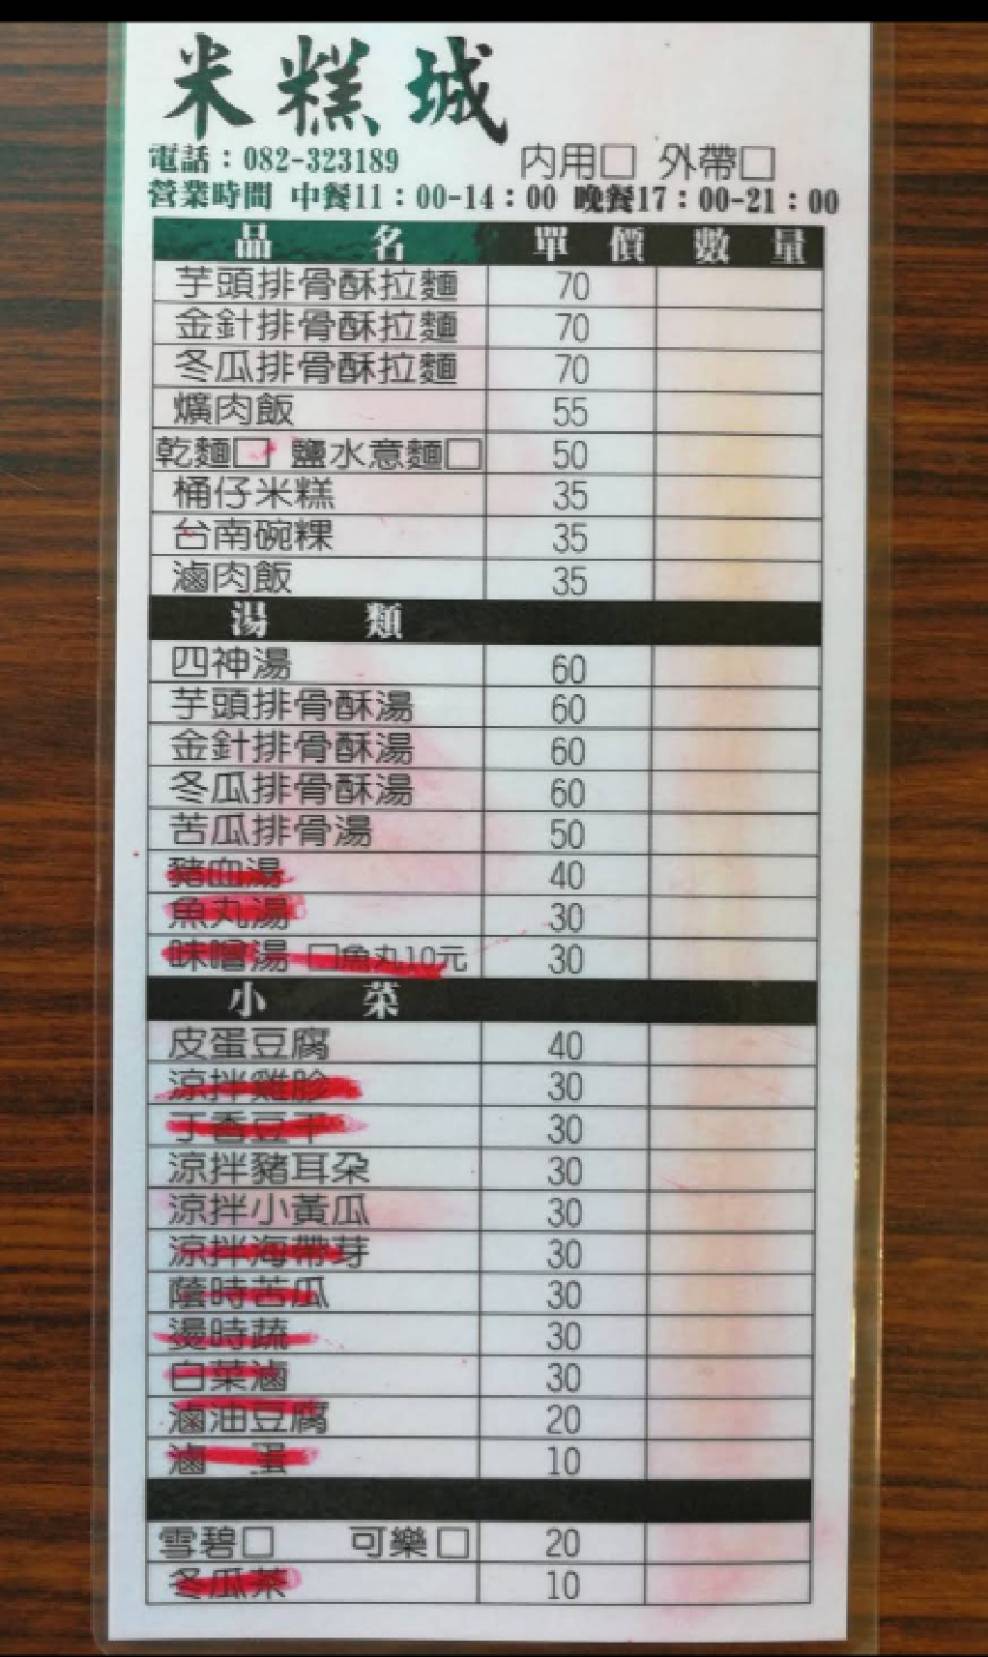 米糕城
電話：082-323189 內用□ 外帶□
營業時間 中餐11：00-14：00 晚餐17：00-21：00
品名 單價 數量
芋頭排骨酥拉麵 70
金針排骨酥拉麵 70
冬瓜排骨酥拉麵 70
爌肉飯 55
乾麵□ 鹽水意麵□ 50
桶仔米糕 35
台南碗粿 35
滷肉飯 35
湯類
四神湯 60
芋頭排骨酥湯 60
金針排骨酥湯 60
冬瓜排骨酥湯 60
苦瓜排骨湯 50
豬血湯 40
魚丸湯 30
味噌湯 □魚丸10元 30
小菜
皮蛋豆腐 40
涼拌雞胗 30
丁香豆干 30
涼拌豬耳朵 30
涼拌小黃瓜 30
涼拌海帶芽 30
蔭時苦瓜 30
燙時蔬 30
白菜滷 30
滷油豆腐 20
滷蛋 10
雪碧□ 可樂□ 20
冬瓜茶 10